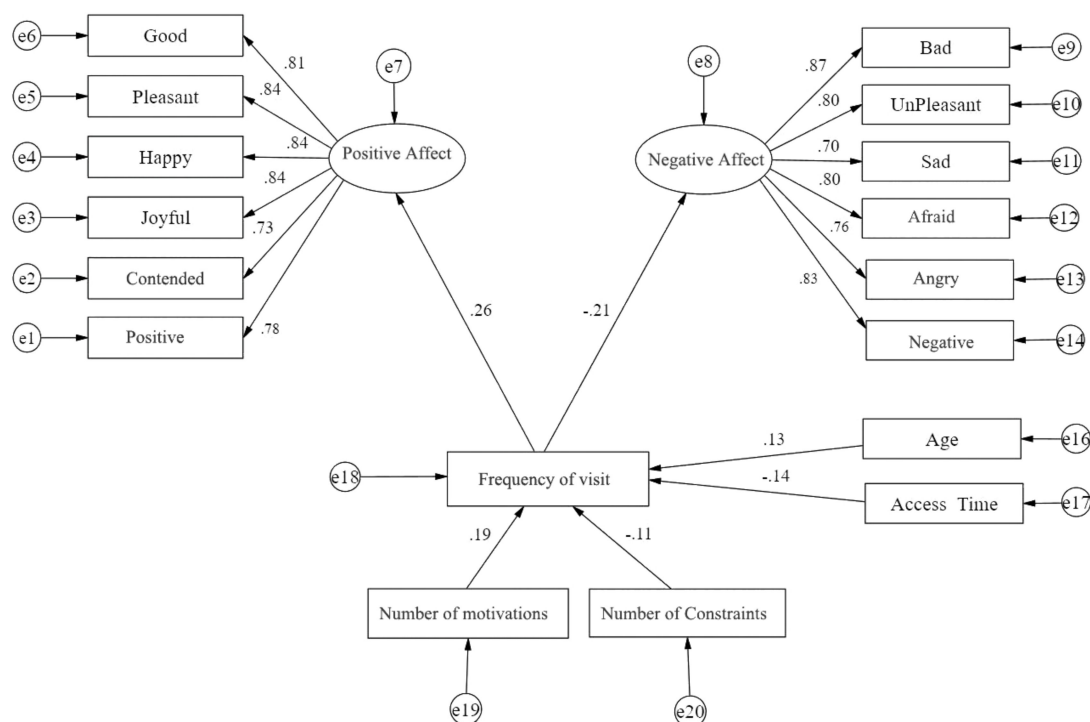 e6
Good
e7
e8
Bad
e9
.81
.87
e5
Pleasant
.84
.80
UnPleasant
e10
e4
Happy
.84
Positive Affect
Negative Affect
.70
Sad
e11
e3
Joyful
.84
.80
Afraid
e12
.73
.76
e2
Contended
Angry
e13
.83
e1
Positive
.78
.26
-.21
Negative
e14
.13
Age
e16
e18
Frequency of visit
-.14
Access Time
e17
.19
-.11
Number of motivations
Number of Constraints
e19
e20